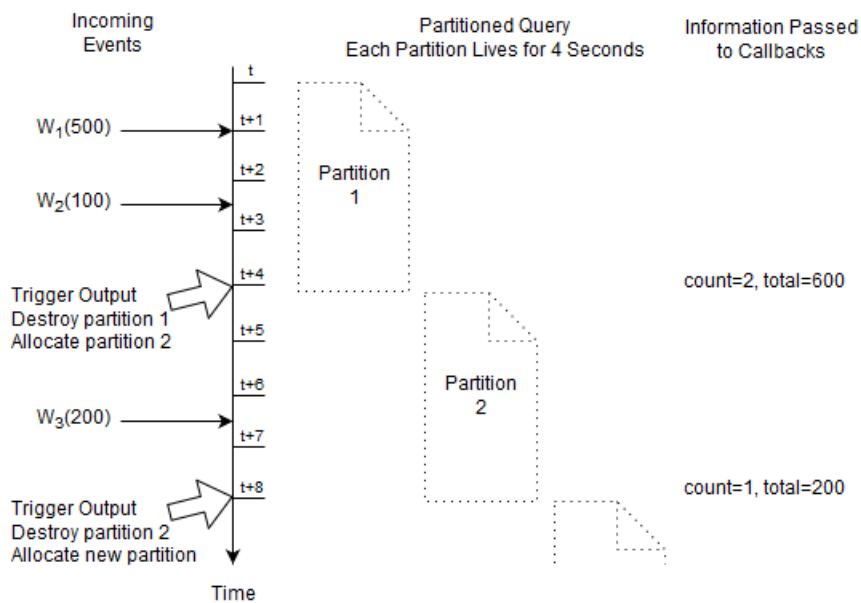 Incoming
Events
Partitioned Query
Each Partition Lives for 4 Seconds
Information Passed
to Callbacks
t
W1(500)
t+1
Partition
1
t+2
W2(100)
t+3
t+4
count=2, total=600
Trigger Output
Destroy partition 1
Allocate partition 2
t+5
Partition
2
t+6
W3(200)
t+7
t+8
count=1, total=200
Trigger Output
Destroy partition 2
Allocate new partition
Time